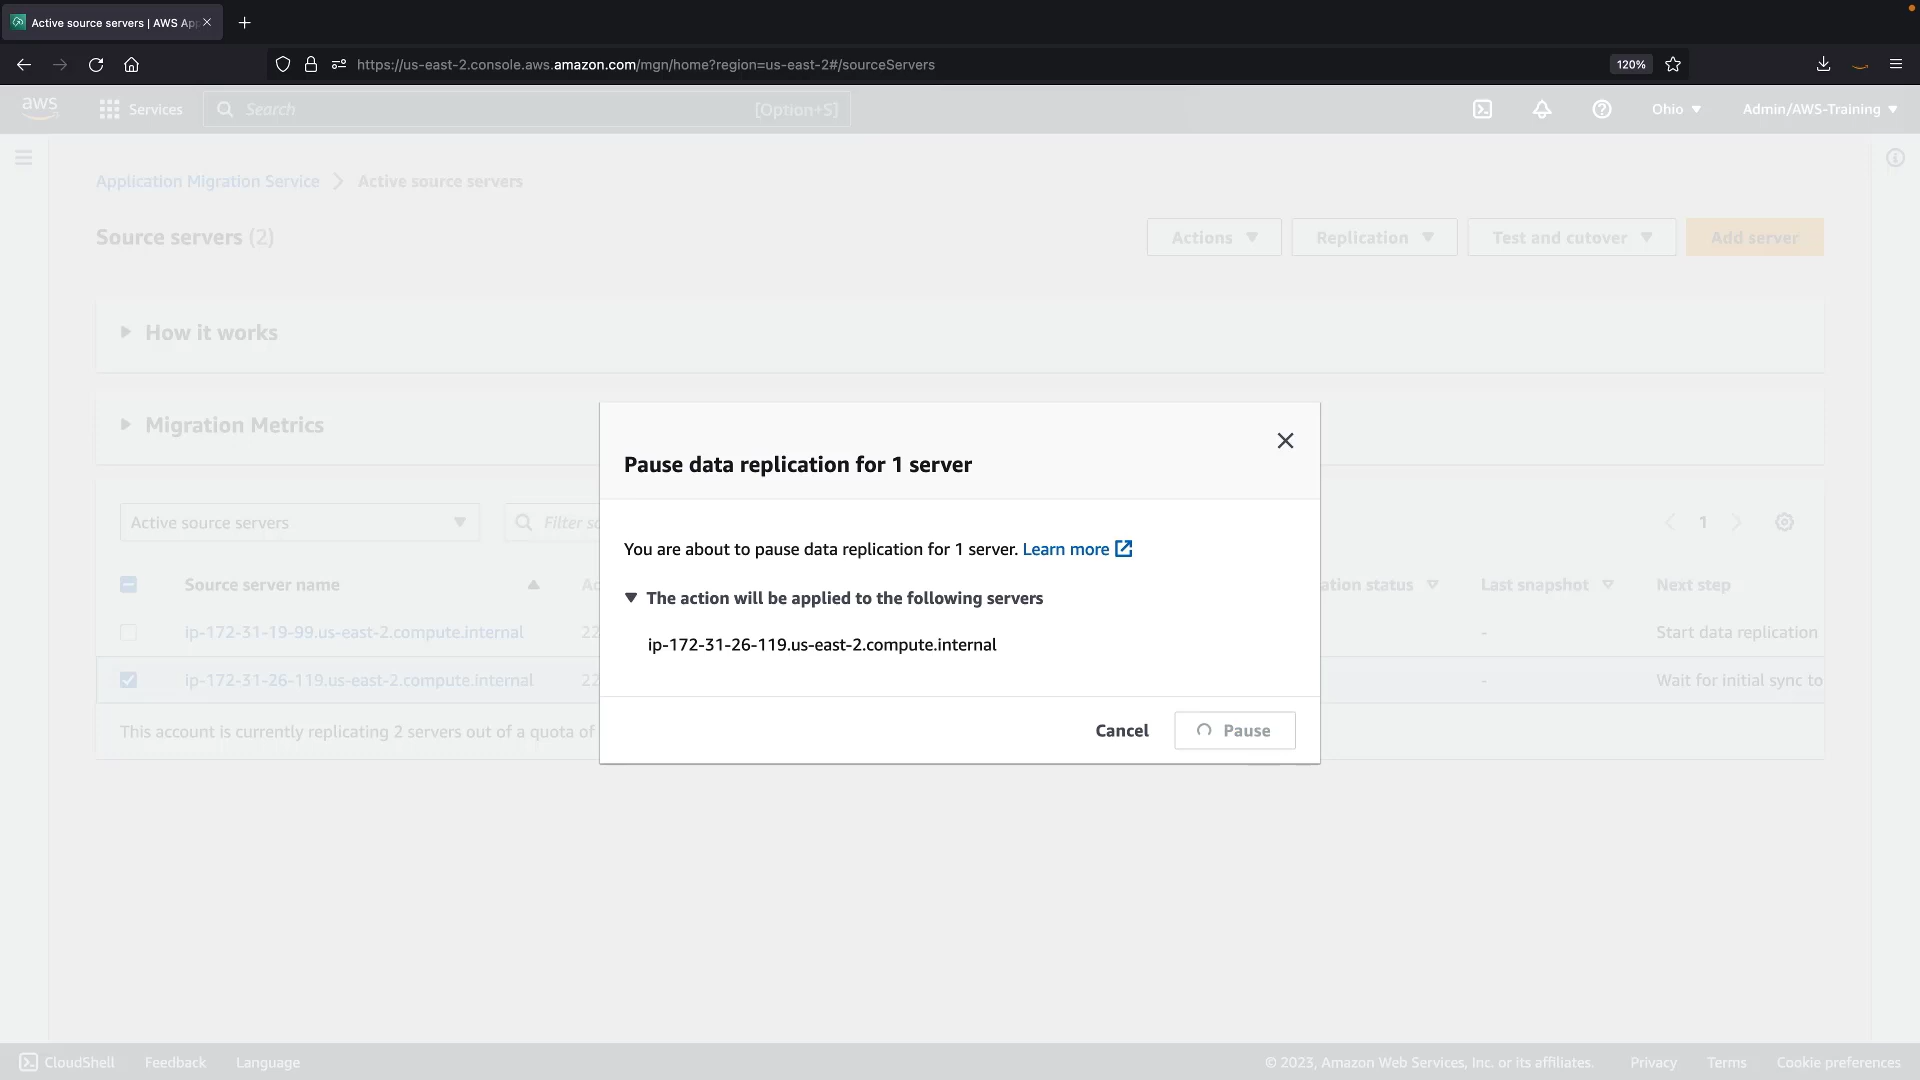 Active source servers | AWS Ap
https://us-east-2.console.aws.amazon.com/mgn/home?region=us-east-2#/sourceServers
120%
aws
Services
Search
[Option+S]
Ohio
Admin/AWS-Training
Application Migration Service
Active source servers
Source servers (2)
Actions
Replication
Test and cutover
Add server
How it works
Migration Metrics
Pause data replication for 1 server
You are about to pause data replication for 1 server. Learn more
The action will be applied to the following servers
ip-172-31-26-119.us-east-2.compute.internal
Cancel
Pause
Active source servers
Filter
1
Source server name
status
Last snapshot
Next step
ip-172-31-19-99.us-east-2.compute.internal
22
-
Start data replication
ip-172-31-26-119.us-east-2.compute.internal
22
-
Wait for initial sync to
This account is currently replicating 2 servers out of a quota of
CloudShell
Feedback
Language
© 2023, Amazon Web Services, Inc. or its affiliates.
Privacy
Terms
Cookie preferences